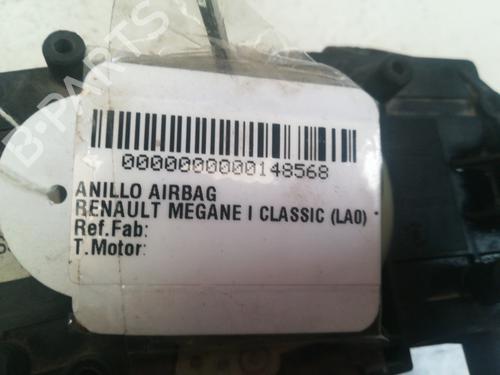 B-PARTS
0000000000148568
ANILLO AIRBAG
RENAULT MEGANE I CLASSIC (LA0)
Ref.Fab:
T.Motor: